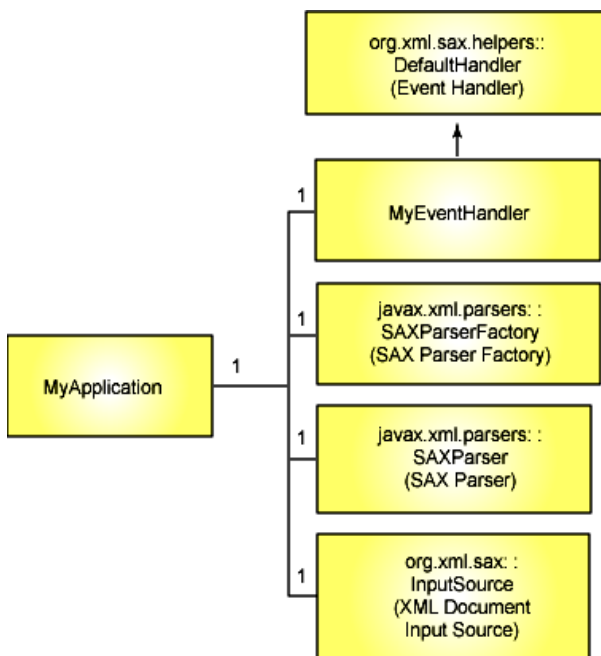 org.xml.sax.helpers::
DefaultHandler
(Event Handler)
1
MyEventHandler
javax.xml.parsers: :
1
SAXParserFactory
(SAX Parser Factory)
MyApplication
1
javax.xml.parsers: :
1
SAXParser
(SAX Parser)
org.xml.sax: :
1
InputSource
(XML Document
Input Source)